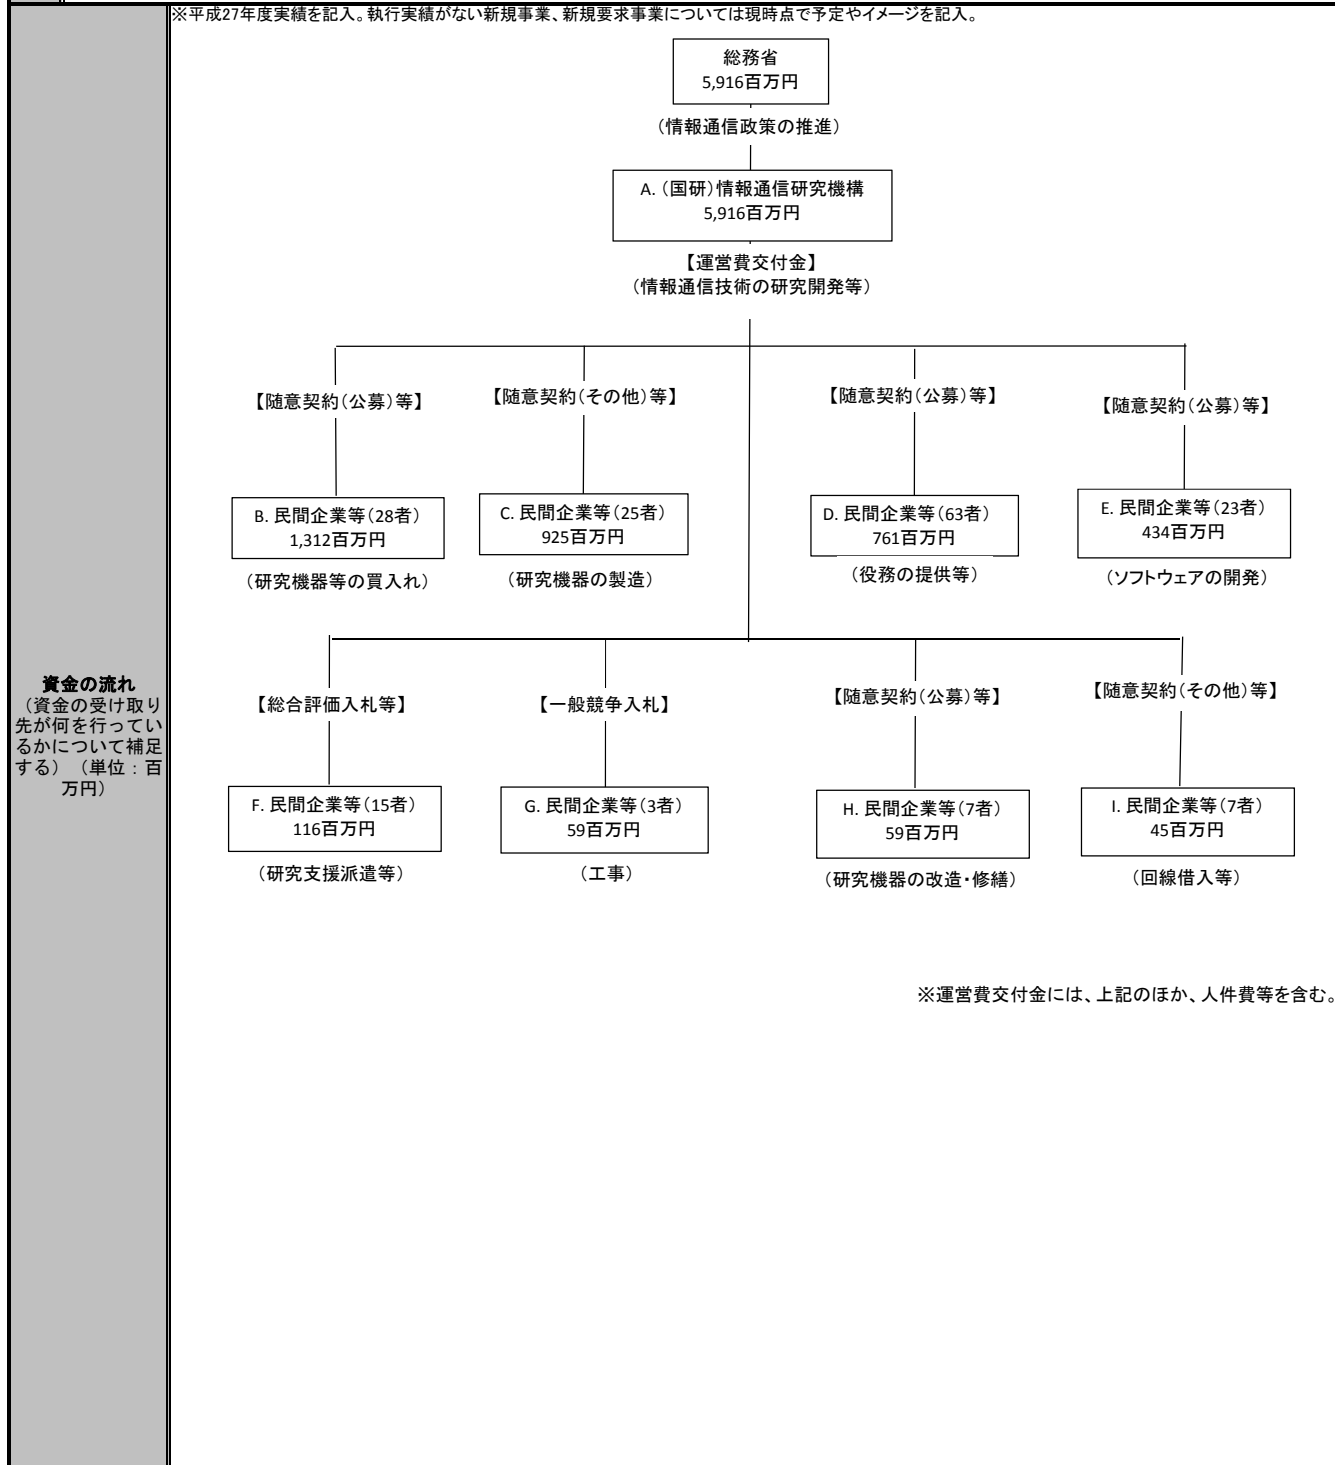 ※平成27年度実績を記入。執行実績がない新規事業、新規要求事業については現時点で予定やイメージを記入。
総務省
5,916百万円
（情報通信政策の推進）
A. （国研）情報通信研究機構
5,916百万円
【運営費交付金】
（情報通信技術の研究開発等）
【随意契約（公募）等】
【随意契約（その他）等】
【随意契約（公募）等】
【随意契約（公募）等】
B. 民間企業等（28者）
1,312百万円
（研究機器等の買入れ）
C. 民間企業等（25者）
925百万円
（研究機器の製造）
D. 民間企業等（63者）
761百万円
（役務の提供等）
E. 民間企業等（23者）
434百万円
（ソフトウェアの開発）
資金の流れ
（資金の受け取り
先が何を行ってい
るかについて補足
する）　（単位：百
万円）
【総合評価入札等】
【一般競争入札】
【随意契約（公募）等】
【随意契約（その他）等】
F. 民間企業等（15者）
116百万円
（研究支援派遣等）
G. 民間企業等（3者）
59百万円
（工事）
H. 民間企業等（7者）
59百万円
（研究機器の改造・修繕）
I. 民間企業等（7者）
45百万円
（回線借入等）
※運営費交付金には、上記のほか、人件費等を含む。